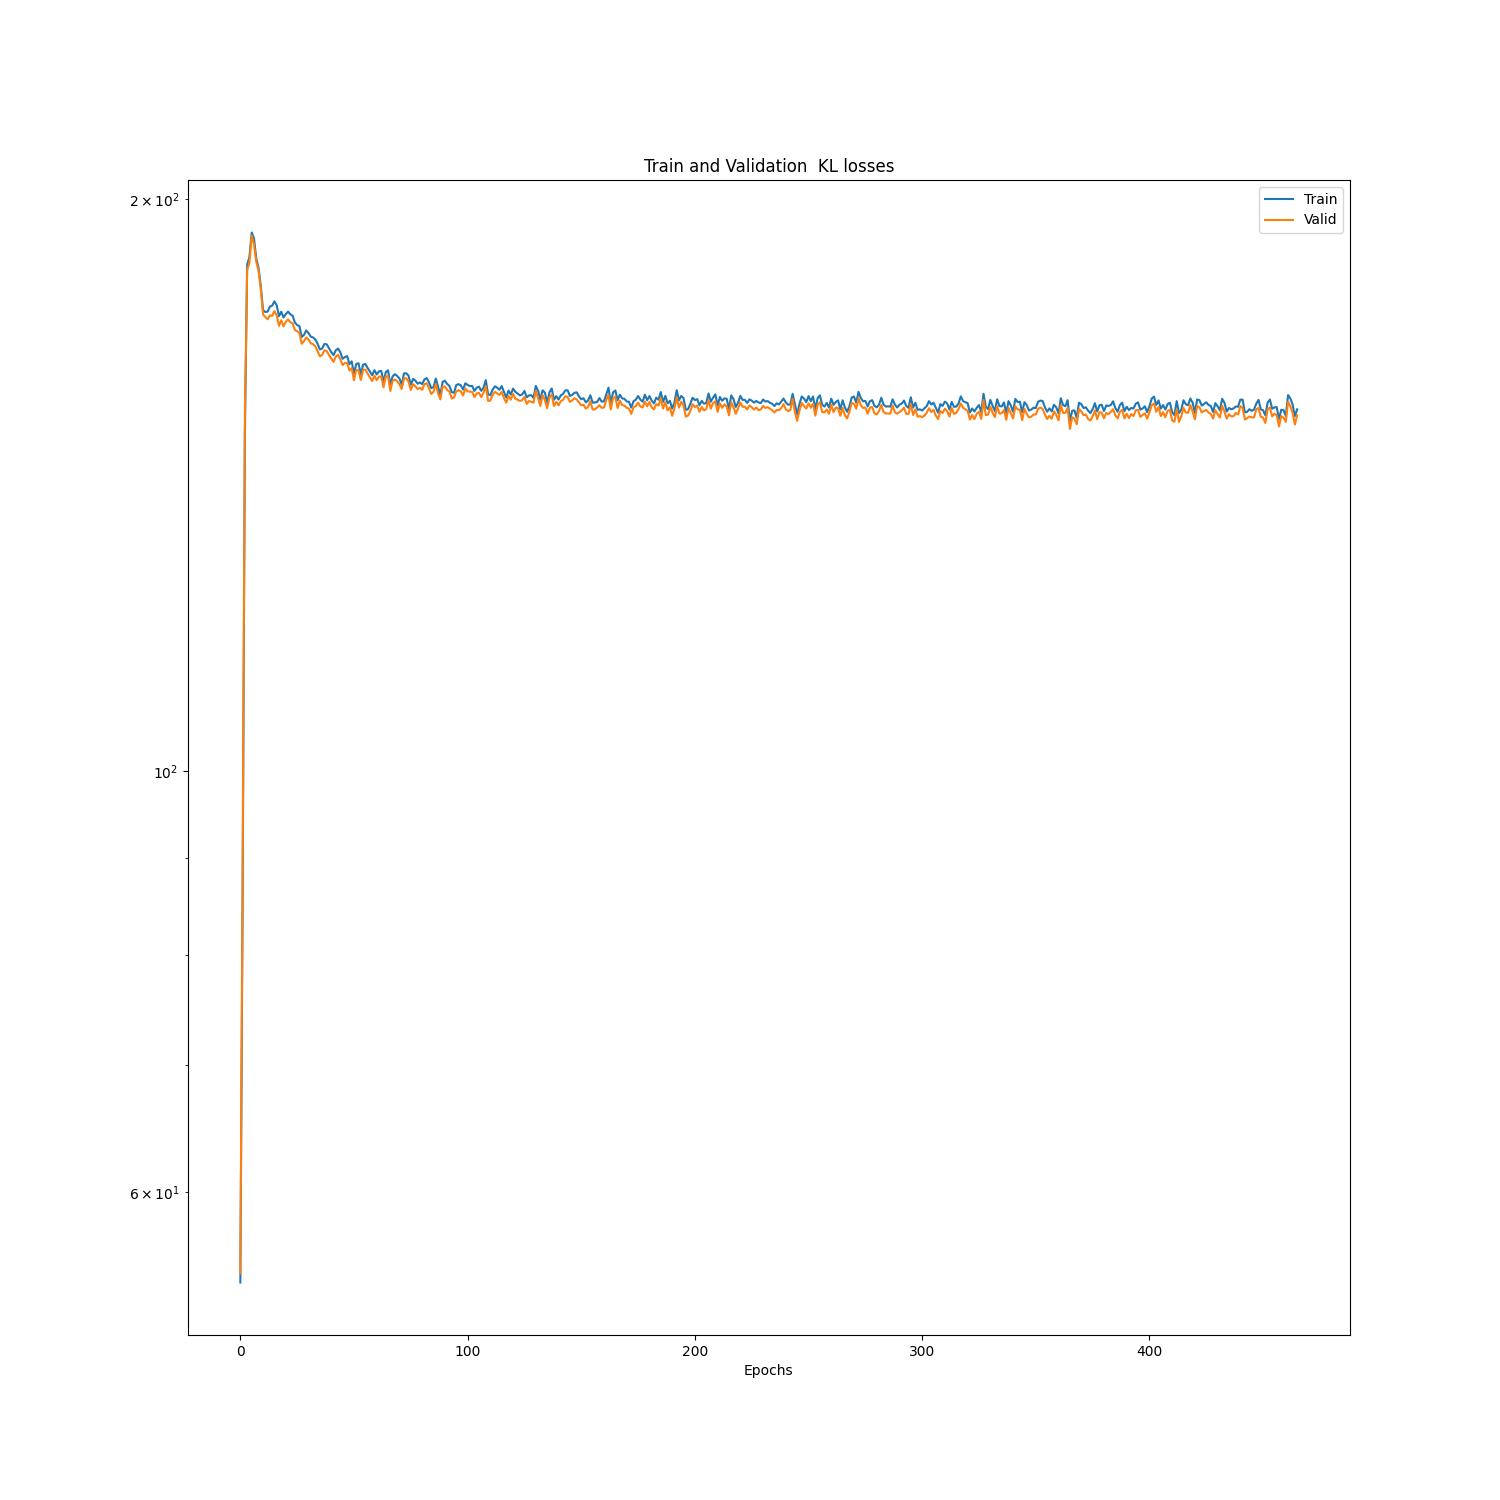 Train and Validation  KL losses
2 × 10²
Train
Valid
10²
6 × 10¹
0 100 200 300 400
Epochs